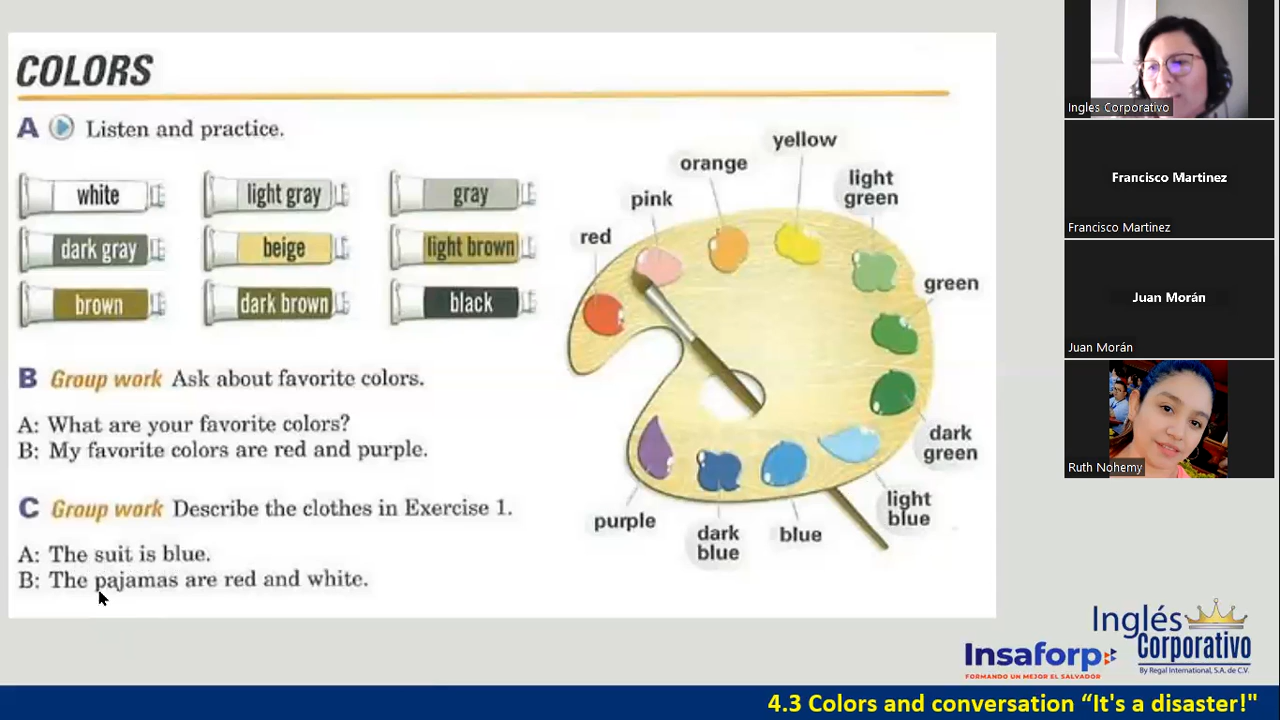 COLORS
A Listen and practice.
white
light gray
gray
dark gray
beige
light brown
brown
dark brown
black
B Group work Ask about favorite colors.
A: What are your favorite colors?
B: My favorite colors are red and purple.
C Group work Describe the clothes in Exercise 1.
A: The suit is blue.
B: The pajamas are red and white.
red
pink
orange
yellow
light
green
green
dark
green
light
blue
blue
dark
blue
purple
Ingles Corporativo
Francisco Martinez
Francisco Martinez
Juan Morán
Juan Morán
Ruth Nohemy
Insaforp
FORMANDO UN MEJOR EL SALVADOR
Inglés
Corporativo
By Regal International, S.A. de C.V.
4.3 Colors and conversation “It's a disaster!"